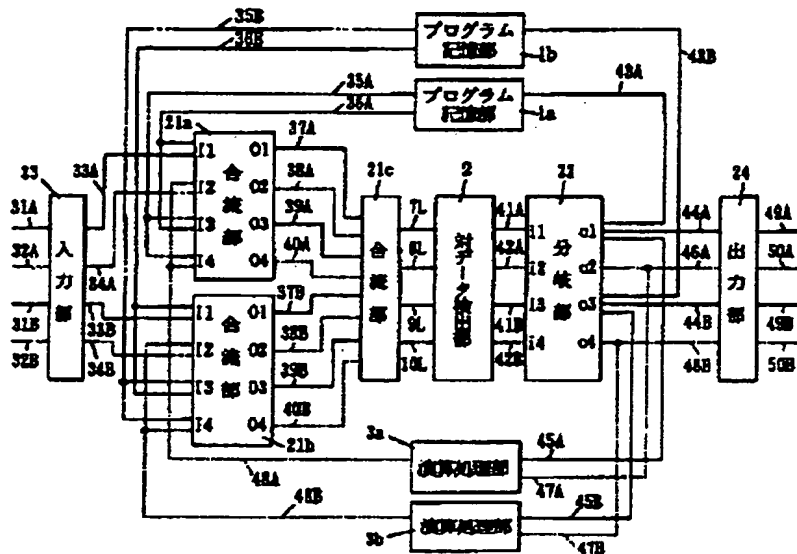 35B
36B
プログラム
記憶部
1b
43B
35A
36A
プログラム
記憶部
1a
43A
21a
37A
23
33A
I1
O1
38A
21c
2
22
24
31A
I2
合流部
O2
39A
7L
41A
i1
o1
44A
49A
32A
入力部
34A
I3
O3
40A
合流部
8L
対データ検出部
42A
i2
分岐部
o2
46A
出力部
50A
I4
O4
31B
33B
I1
合流部
O1
37B
9L
41B
i3
o3
44B
49B
32B
34B
I2
O2
38B
10L
42B
i4
o4
50B
I3
O3
39B
I4
O4
40B
21b
3a
演算処理部
45A
47A
48A
48B
3b
演算処理部
45B
47B